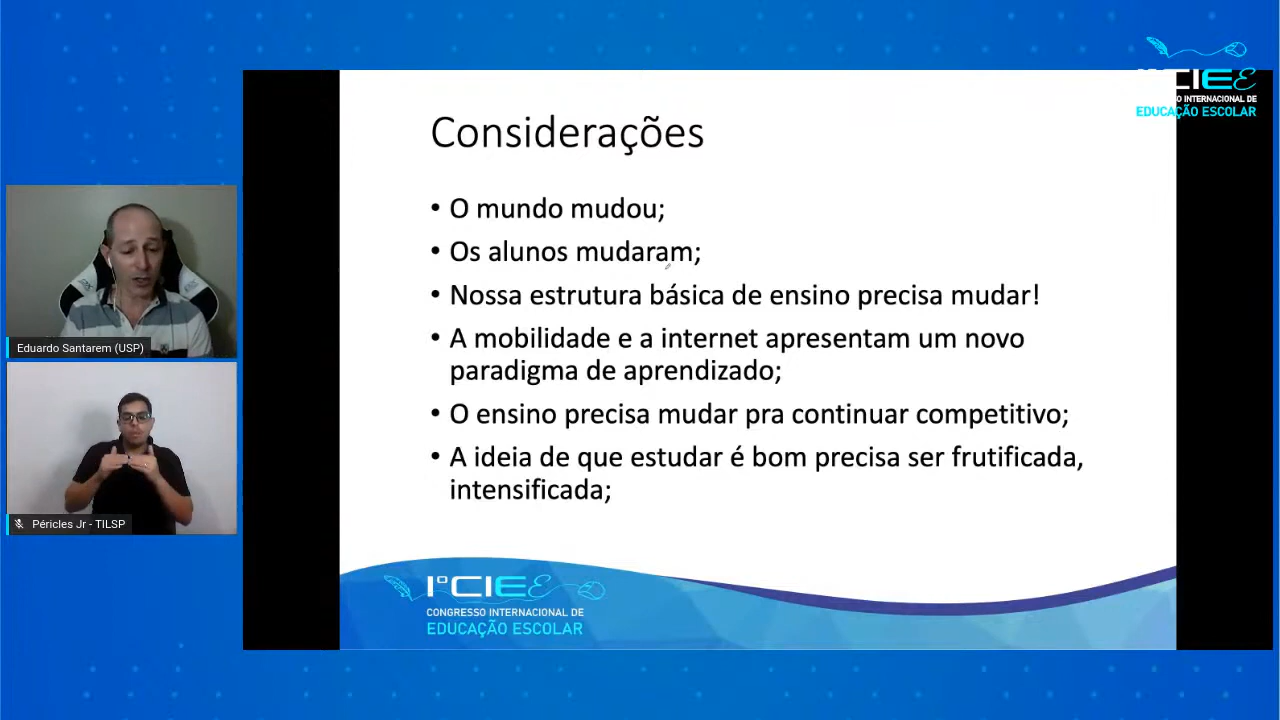 CIEE
O INTERNACIONAL DE
EDUCAÇÃO ESCOLAR
Considerações
• O mundo mudou;
• Os alunos mudaram;
• Nossa estrutura básica de ensino precisa mudar!
• A mobilidade e a internet apresentam um novo
paradigma de aprendizado;
• O ensino precisa mudar pra continuar competitivo;
• A ideia de que estudar é bom precisa ser frutificada,
intensificada;
Eduardo Santarem (USP)
Péricles Jr - TILSP
1ºCIEE
CONGRESSO INTERNACIONAL DE
EDUCAÇÃO ESCOLAR